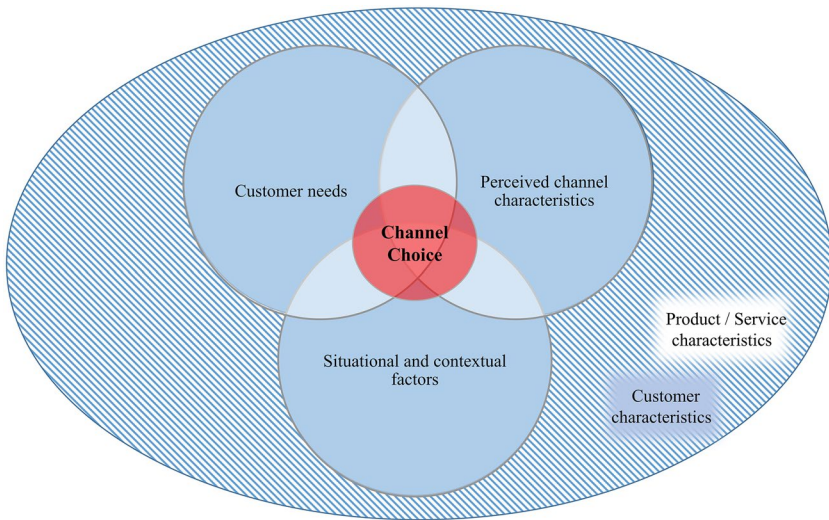 Customer needs
Perceived channel
characteristics
Channel
Choice
Situational and contextual
factors
Product / Service
characteristics
Customer
characteristics